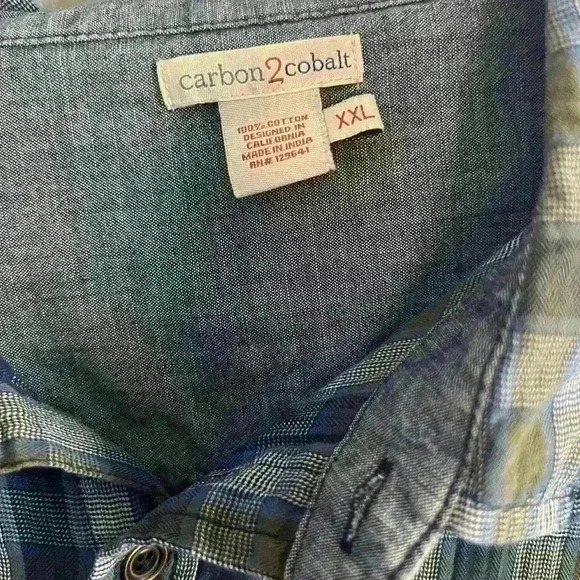 carbon2cobalt
XXL
100% COTTON
DESIGNED IN
CALIFORNIA
MADE IN INDIA
RN# 129641